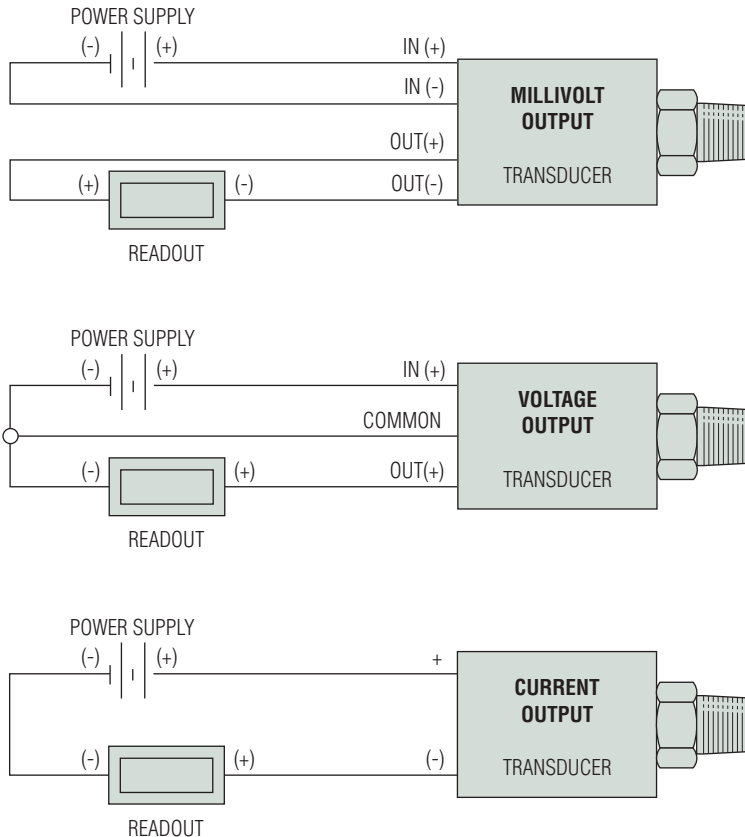 POWER SUPPLY
(-) (+) IN (+)
IN (-)
MILLIVOLT
OUTPUT
OUT(+)
TRANSDUCER
(+) (-) OUT(-)
READOUT
POWER SUPPLY
(-) (+) IN (+)
VOLTAGE
OUTPUT
COMMON
(-) (+) OUT(+)
TRANSDUCER
READOUT
POWER SUPPLY
(-) (+) +
CURRENT
OUTPUT
(-) (+) (-)
TRANSDUCER
READOUT